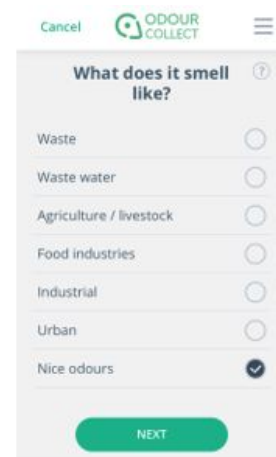 Cancel
ODOUR
COLLECT
What does it smell
like?
?
Waste
Waste water
Agriculture / livestock
Food industries
Industrial
Urban
Nice odours
NEXT